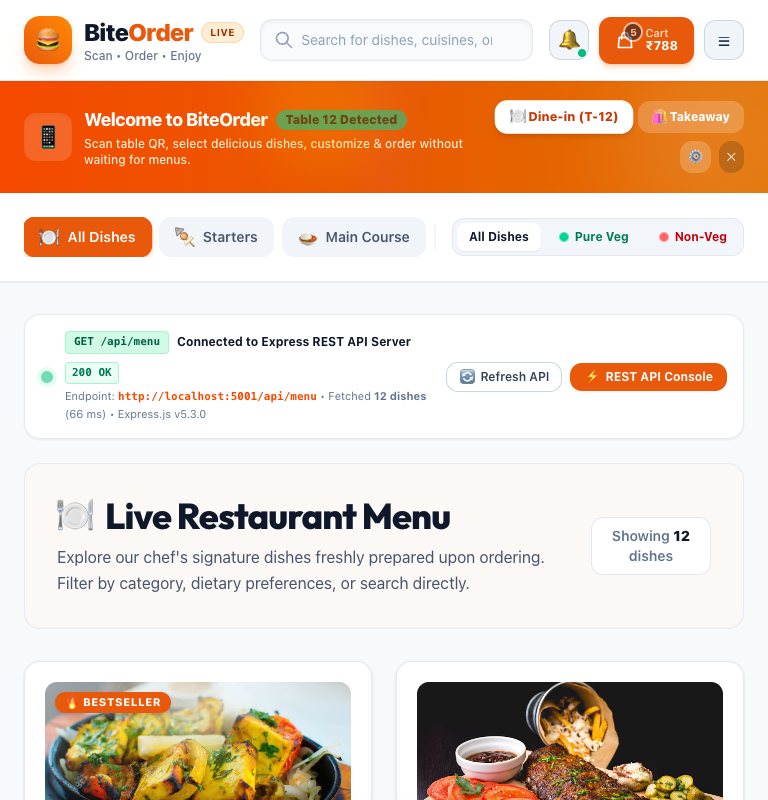 BiteOrder LIVE
Scan • Order • Enjoy
Search for dishes, cuisines, or
5
Cart
₹788
Welcome to BiteOrder Table 12 Detected
Scan table QR, select delicious dishes, customize & order without
waiting for menus.
Dine-in (T-12)
Takeaway
All Dishes
Starters
Main Course
All Dishes
Pure Veg
Non-Veg
GET /api/menu Connected to Express REST API Server
200 OK
Endpoint: http://localhost:5001/api/menu • Fetched 12 dishes
(66 ms) • Express.js v5.3.0
Refresh API
REST API Console
Live Restaurant Menu
Explore our chef's signature dishes freshly prepared upon ordering.
Filter by category, dietary preferences, or search directly.
Showing 12
dishes
BESTSELLER